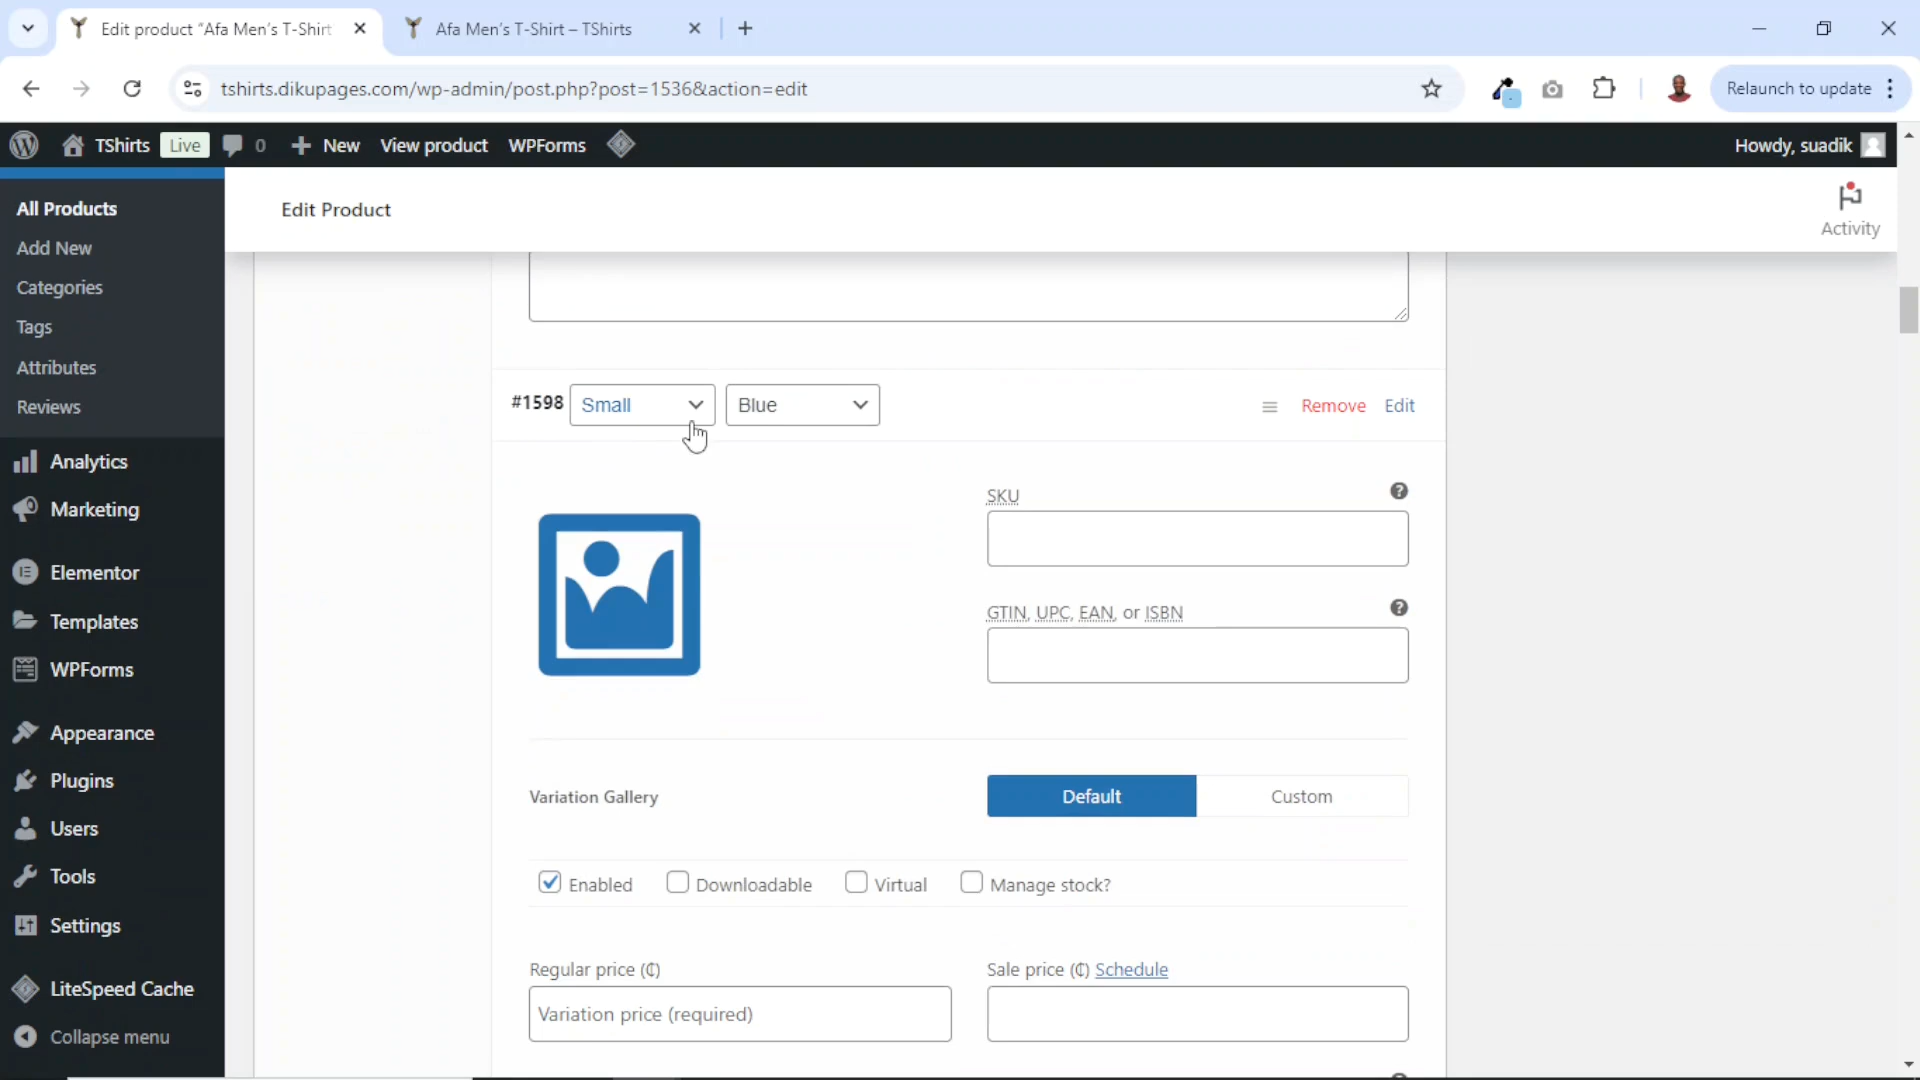 Edit product “Afa Men’s T-Shirt
Afa Men’s T-Shirt – TShirts
tshirts.dikupages.com/wp-admin/post.php?post=1536&action=edit
Relaunch to update
TShirts
Live
0
New
View product
WPForms
Howdy, suadik
All Products
Add New
Categories
Tags
Attributes
Reviews
Analytics
Marketing
Elementor
Templates
WPForms
Appearance
Plugins
Users
Tools
Settings
LiteSpeed Cache
Collapse menu
Edit Product
Activity
#1598
Small
Blue
Remove
Edit
SKU
GTIN, UPC, EAN, or ISBN
Variation Gallery
Default
Custom
Enabled
Downloadable
Virtual
Manage stock?
Regular price (₵)
Sale price (₵) Schedule
Variation price (required)